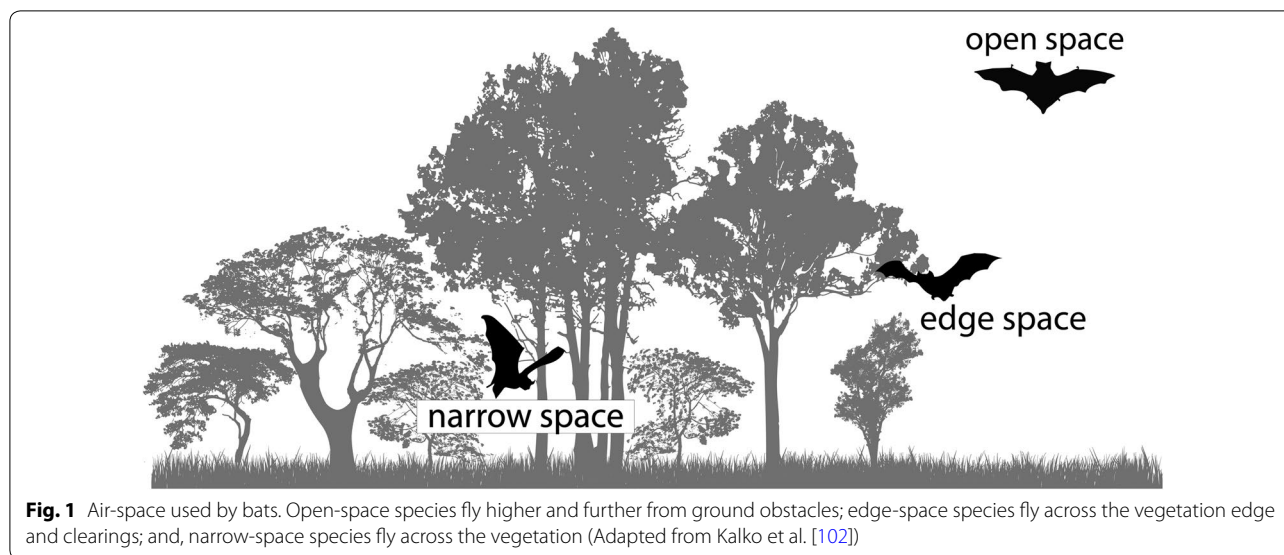 open space
edge space
narrow space
Fig. 1 Air-space used by bats. Open-space species fly higher and further from ground obstacles; edge-space species fly across the vegetation edge
and clearings; and, narrow-space species fly across the vegetation (Adapted from Kalko et al. [102])